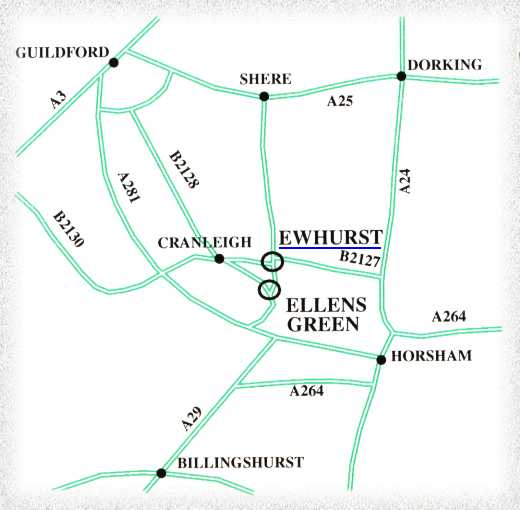 GUILDFORD
DORKING
SHERE
A3
A25
A281
B2128
A24
B2130
CRANLEIGH
EWHURST
B2127
ELLENS
GREEN
A264
HORSHAM
A264
A29
BILLINGSHURST